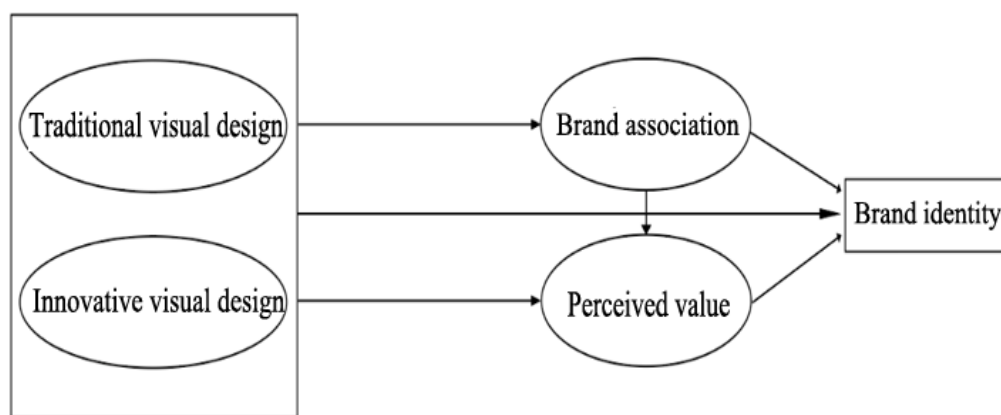 Traditional visual design
Brand association
Brand identity
Innovative visual design
Perceived value